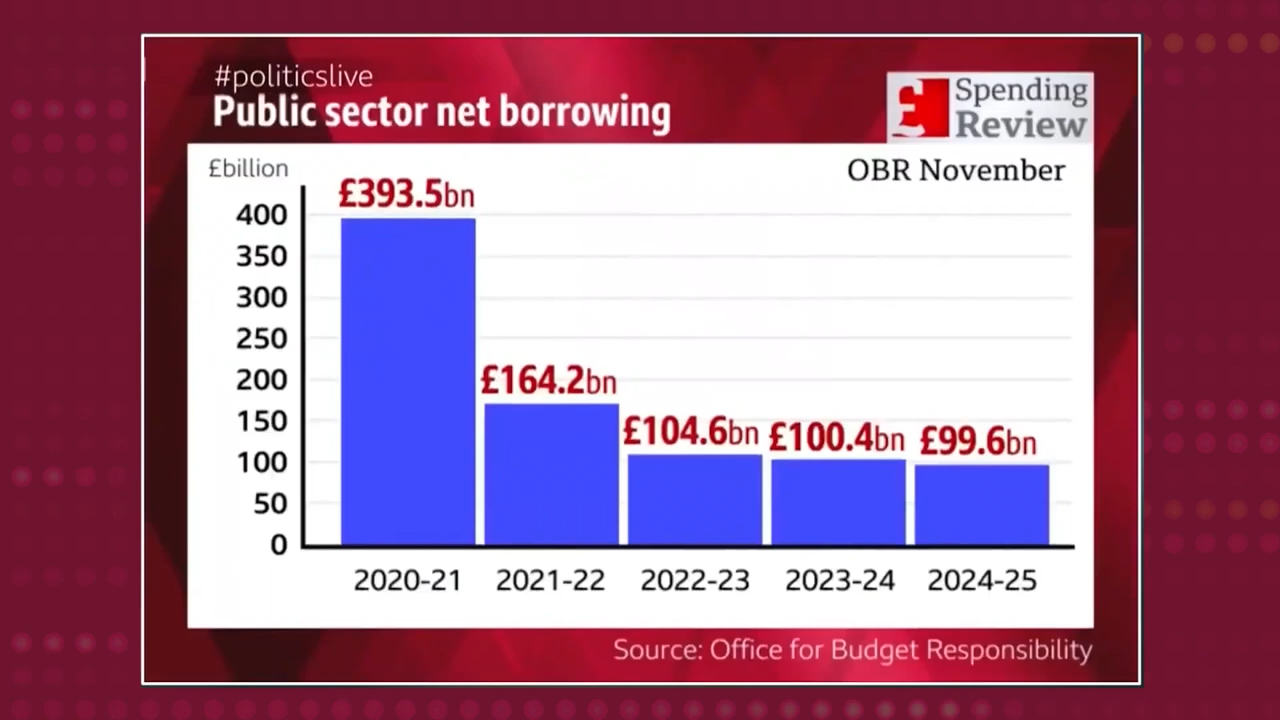 #politicslive
Public sector net borrowing
Spending
Review
£billion
OBR November
£393.5bn
400
350
300
250
£164.2bn
200
£104.6bn £100.4bn £99.6bn
150
100
50
0
2020-21 2021-22 2022-23 2023-24 2024-25
Source: Office for Budget Responsibility